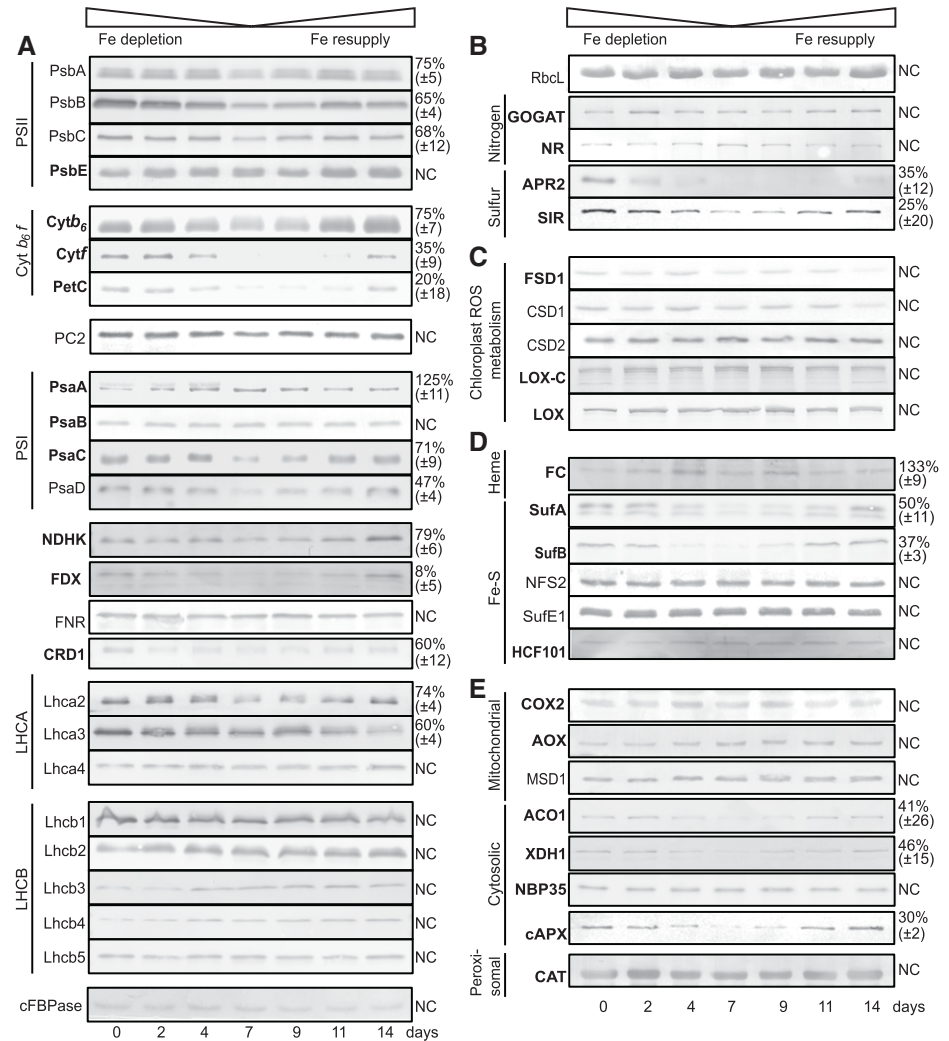 Fe depletion Fe resupply
A
PSII
PsbA 75% (±5)
PsbB 65% (±4)
PsbC 68% (±12)
PsbE NC
Cyt b6 f
Cytb6 75% (±7)
Cytf 35% (±9)
PetC 20% (±18)
PC2 NC
PSI
PsaA 125% (±11)
PsaB NC
PsaC 71% (±9)
PsaD 47% (±4)
NDHK 79% (±6)
FDX 8% (±5)
FNR NC
CRD1 60% (±12)
LHCA
Lhca2 74% (±4)
Lhca3 60% (±4)
Lhca4 NC
LHCB
Lhcb1 NC
Lhcb2 NC
Lhcb3 NC
Lhcb4 NC
Lhcb5 NC
cFBPase NC
0 2 4 7 9 11 14 days
Fe depletion Fe resupply
B
RbcL NC
Nitrogen
GOGAT NC
NR NC
Sulfur
APR2 35% (±12)
SIR 25% (±20)
C
Chloroplast ROS
metabolism
FSD1 NC
CSD1 NC
CSD2 NC
LOX-C NC
LOX NC
D
Heme
FC 133% (±9)
Fe-S
SufA 50% (±11)
SufB 37% (±3)
NFS2 NC
SufE1 NC
HCF101 NC
E
Mitochondrial
COX2 NC
AOX NC
MSD1 NC
Cytosolic
ACO1 41% (±26)
XDH1 46% (±15)
NBP35 NC
cAPX 30% (±2)
Peroxi-
somal
CAT NC
0 2 4 7 9 11 14 days